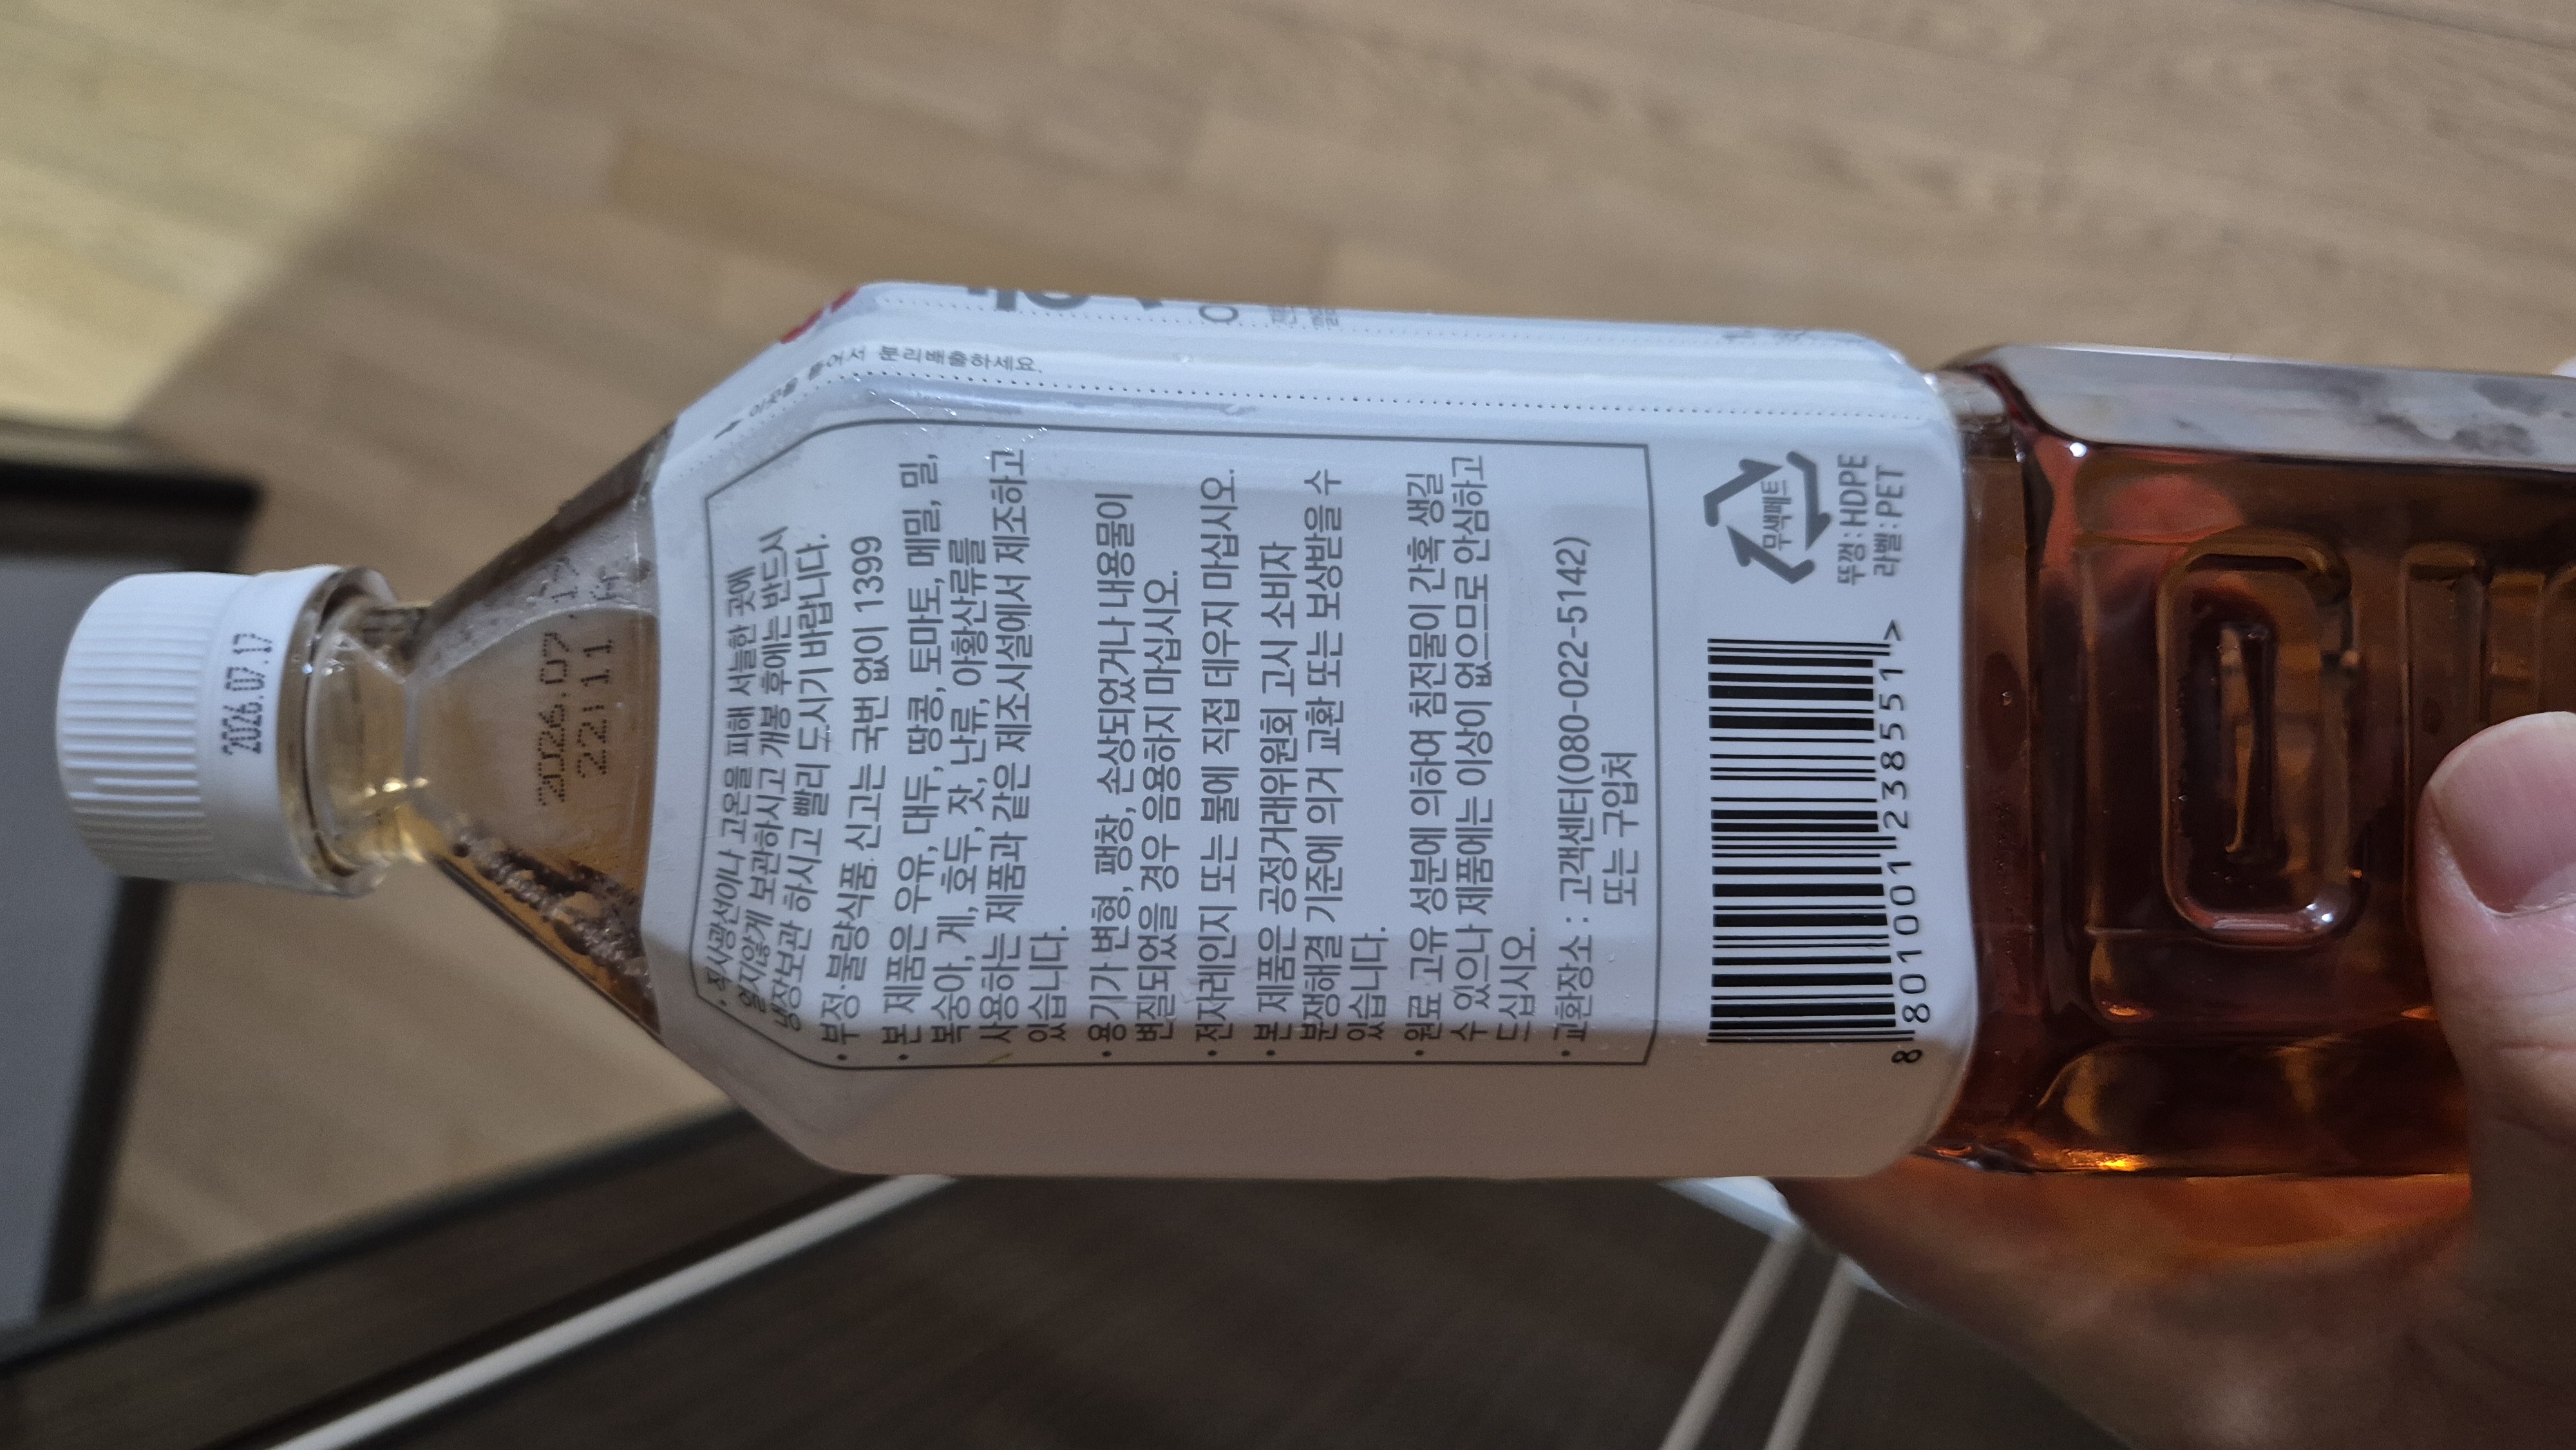 2026.07.17
2026.07.17
22:11
이곳을 뜯어서 분리배출하세요.
• 직사광선이나 고온을 피해 서늘한 곳에
얼지않게 보관하시고 개봉 후에는 반드시
냉장보관 하시고 빨리 드시기 바랍니다.
• 부정·불량식품 신고는 국번 없이 1399
• 본 제품은 우유, 대두, 땅콩, 토마토, 메밀, 밀,
복숭아, 게, 호두, 잣, 난류, 아황산류를
사용하는 제품과 같은 제조시설에서 제조하고
있습니다.
• 용기가 변형, 팽창, 손상되었거나 내용물이
변질되었을 경우 음용하지 마십시오.
• 전자레인지 또는 불에 직접 데우지 마십시오.
• 본 제품은 공정거래위원회 고시 소비자
분쟁해결 기준에 의거 교환 또는 보상받을 수
있습니다.
• 원료 고유 성분에 의하여 침전물이 간혹 생길
수 있으나 제품에는 이상이 없으므로 안심하고
드십시오.
• 교환장소 : 고객센터(080-022-5142)
또는 구입처
무색페트
뚜껑: HDPE
라벨: PET
8 801001 238551 >